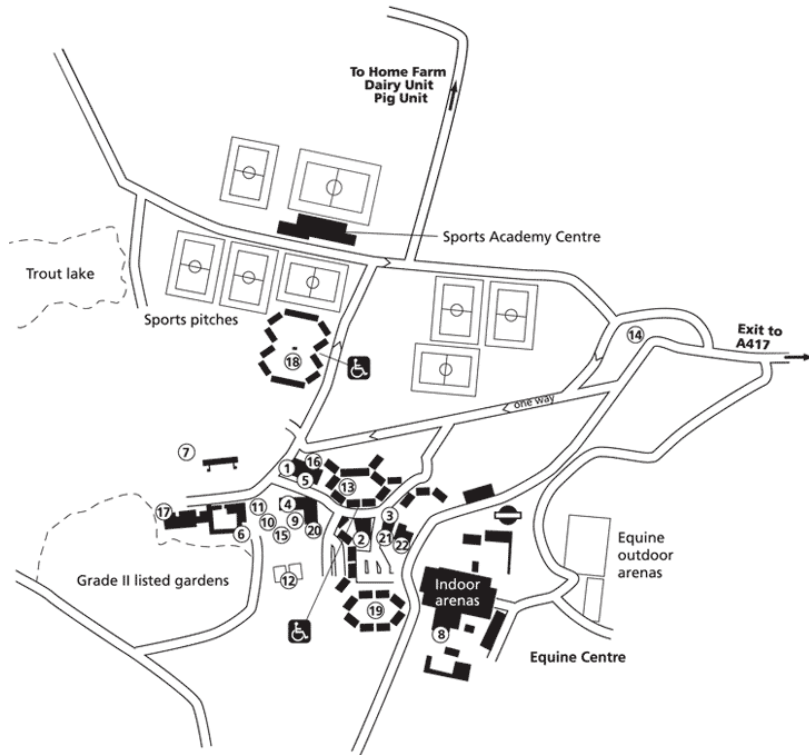 To Home Farm
Dairy Unit
Pig Unit
Sports Academy Centre
Trout lake
Sports pitches
18
14
Exit to
A417
one way
7
1
16
5
13
17
11
4
3
10
9
6
15
20
2
21
22
Equine
outdoor
arenas
Grade II listed gardens
12
Indoor
arenas
19
8
Equine Centre